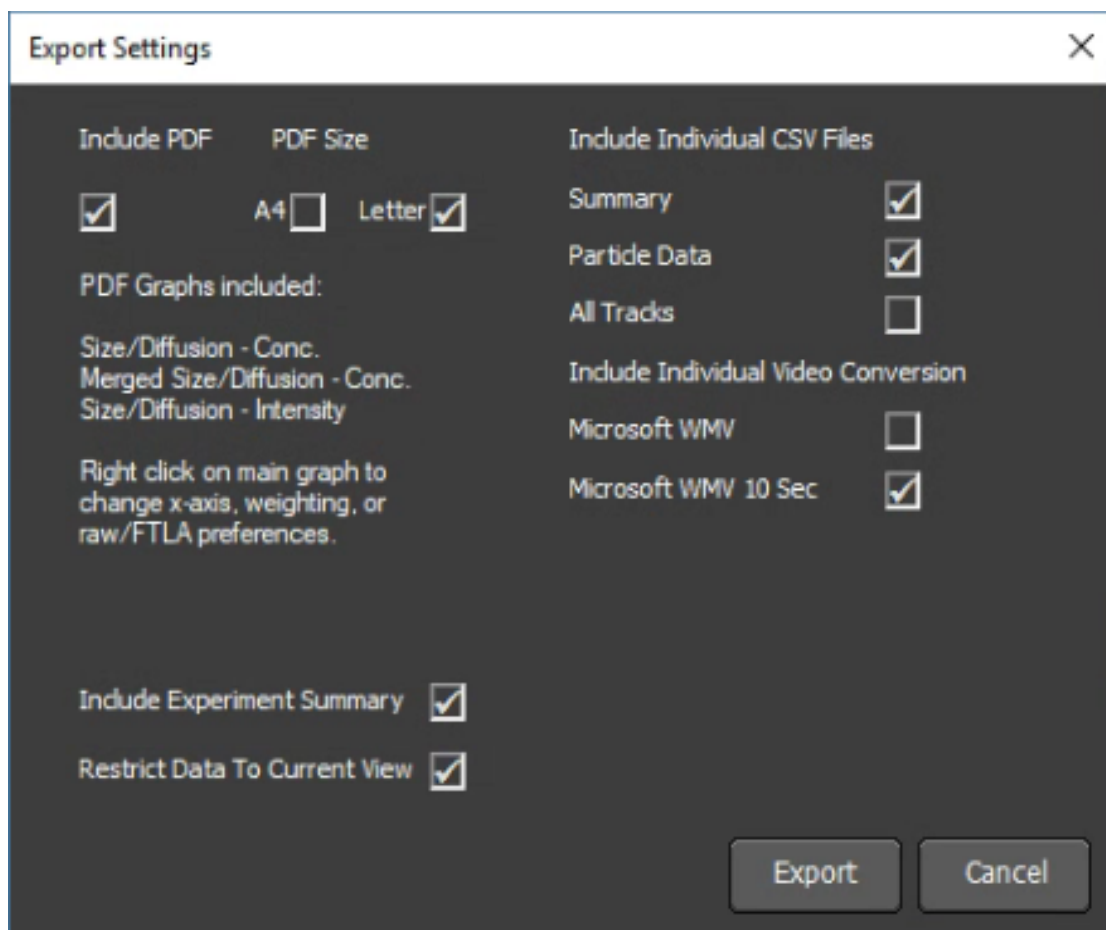 Export Settings
Include PDF PDF Size
A4 Letter
PDF Graphs included:
Size/Diffusion - Conc.
Merged Size/Diffusion - Conc.
Size/Diffusion - Intensity
Right click on main graph to
change x-axis, weighting, or
raw/FTLA preferences.
Include Experiment Summary
Restrict Data To Current View
Include Individual CSV Files
Summary
Particle Data
All Tracks
Include Individual Video Conversion
Microsoft WMV
Microsoft WMV 10 Sec
Export Cancel